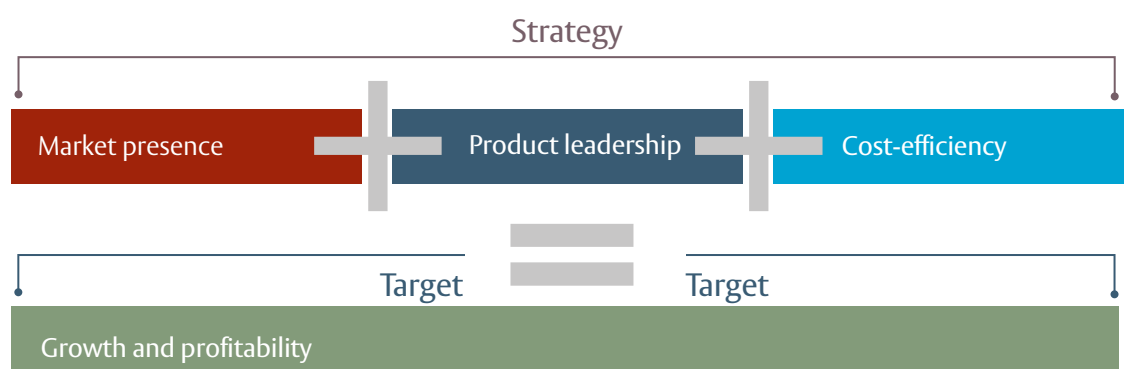 Strategy
Market presence
Product leadership
Cost-efficiency
Target
Target
Growth and profitability